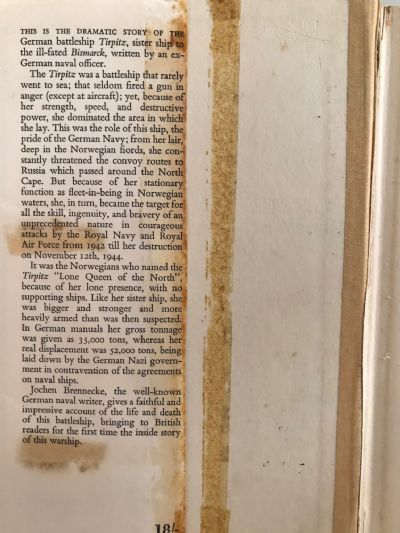 THIS IS THE DRAMATIC STORY OF THE
German battleship Tirpitz, sister ship to
the ill-fated Bismarck, written by an ex-
German naval officer.
The Tirpitz was a battleship that rarely
went to sea; that seldom fired a gun in
anger (except at aircraft); yet, because of
her strength, speed, and destructive
power, she dominated the area in which
she lay. This was the role of this ship, the
pride of the German Navy; from her lair,
deep in the Norwegian fiords, she con-
stantly threatened the convoy routes to
Russia which passed around the North
Cape. But because of her stationary
function as fleet-in-being in Norwegian
waters, she, in turn, became the target for
all the skill, ingenuity, and bravery of an
unprecedented nature in courageous
attacks by the Royal Navy and Royal
Air Force from 1942 till her destruction
on November 12th, 1944.
It was the Norwegians who named the
Tirpitz "Lone Queen of the North",
because of her lone presence, with no
supporting ships. Like her sister ship, she
was bigger and stronger and more
heavily armed than was then suspected.
In German manuals her gross tonnage
was given as 35,000 tons, whereas her
real displacement was 52,000 tons, being
laid down by the German Nazi govern-
ment in contravention of the agreements
on naval ships.
Jochen Brennecke, the well-known
German naval writer, gives a faithful and
impressive account of the life and death
of this battleship, bringing to British
readers for the first time the inside story
of this warship.
18/-